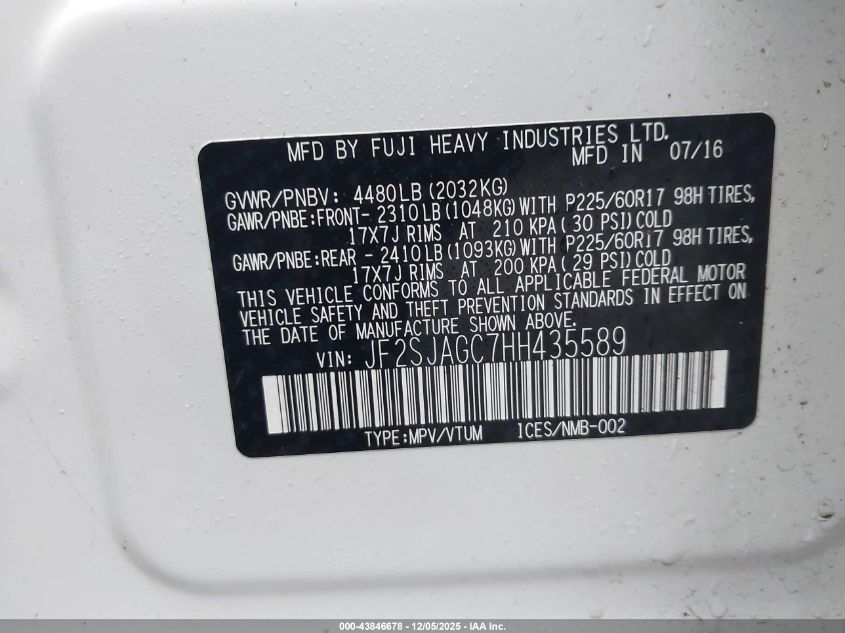 MFD BY FUJI HEAVY INDUSTRIES LTD.
MFD IN 07/16
GVWR/PNBV: 4480LB (2032KG)
GAWR/PNBE:FRONT- 2310LB (1048KG) WITH P225/60R17 98H TIRES,
17X7J RIMS AT 210 KPA (30 PSI) COLD
GAWR/PNBE:REAR - 2410LB (1093KG) WITH P225/60R17 98H TIRES,
17X7J RIMS AT 200 KPA (29 PSI) COLD
THIS VEHICLE CONFORMS TO ALL APPLICABLE FEDERAL MOTOR
VEHICLE SAFETY AND THEFT PREVENTION STANDARDS IN EFFECT ON
THE DATE OF MANUFACTURE SHOWN ABOVE.
VIN: JF2SJAGC7HH435589
TYPE:MPV/VTUM ICES/NMB-002
000-43846678 - 12/05/2025 - IAA Inc.